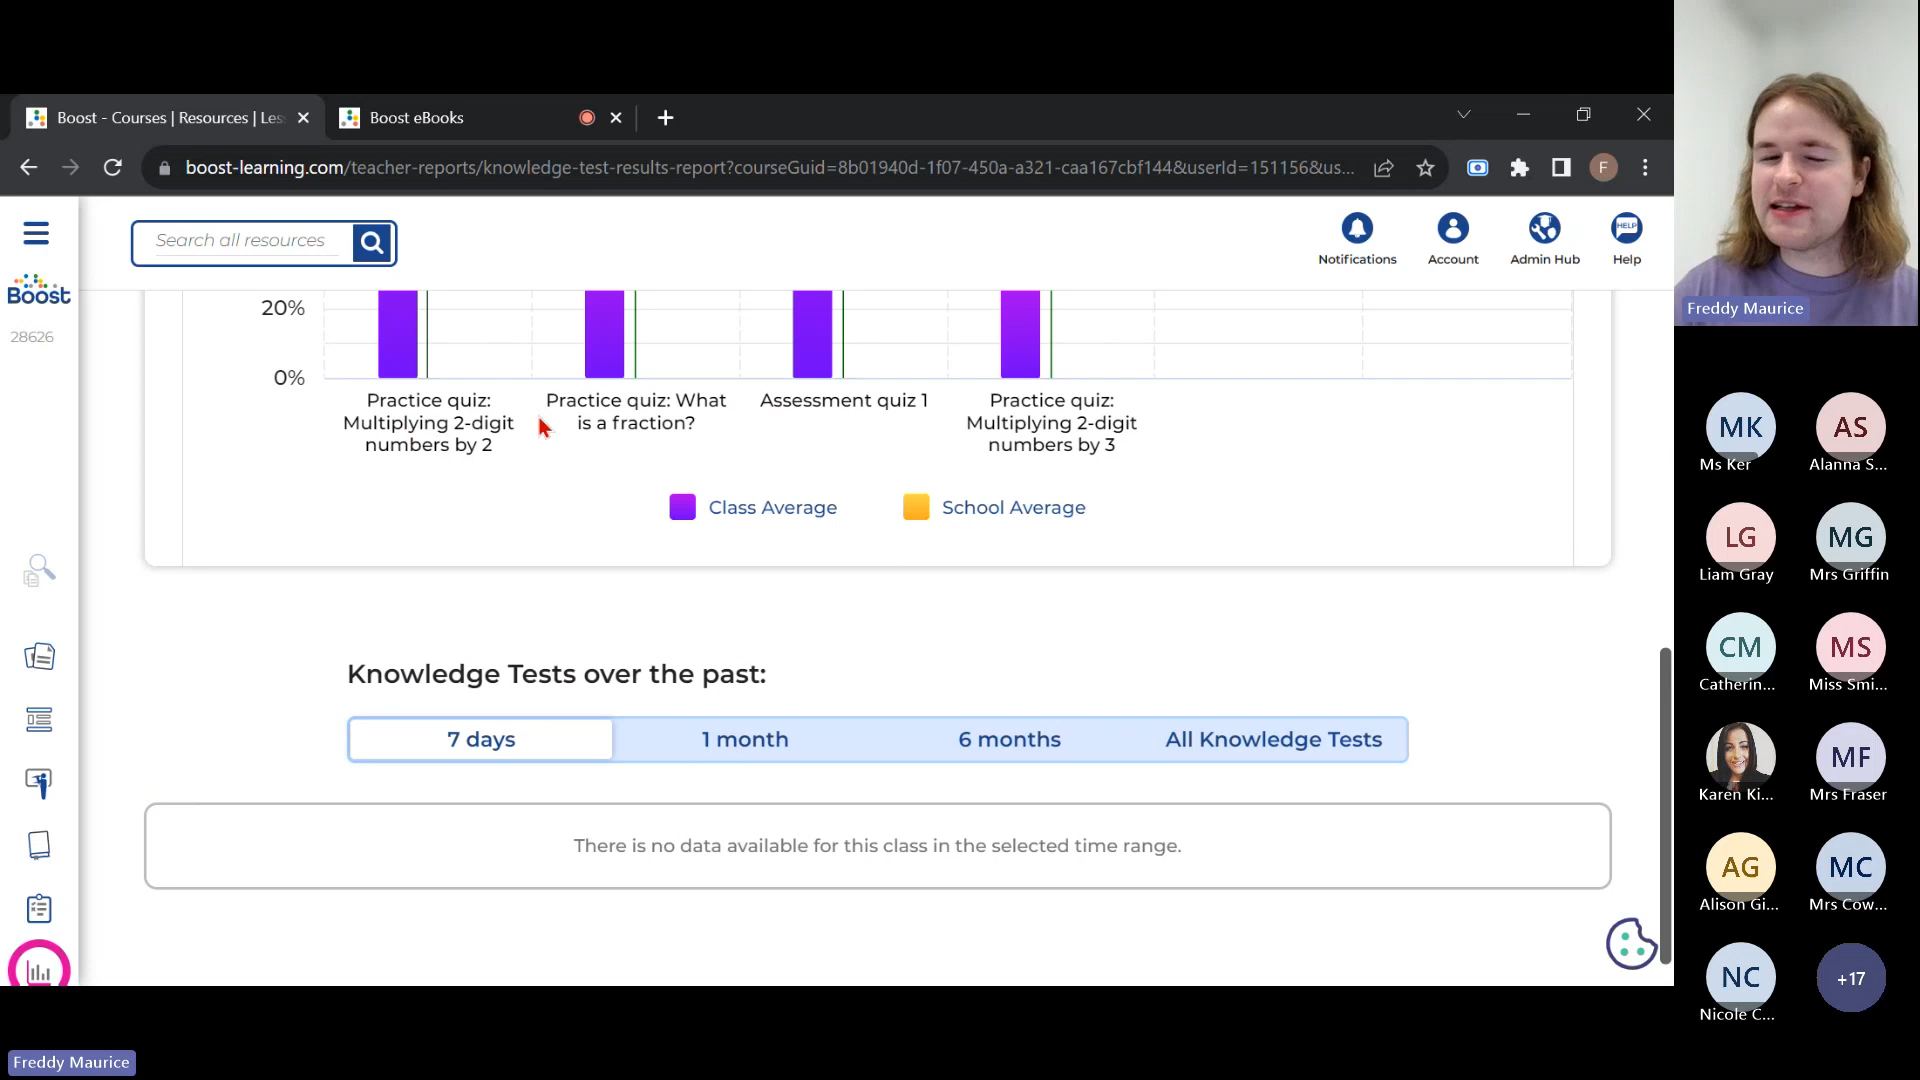 Boost - Courses | Resources | Les
Boost eBooks
boost-learning.com/teacher-reports/knowledge-test-results-report?courseGuid=8b01940d-1f07-450a-a321-caa167cbf144&userId=151156&us...
F
Search all resources
Notifications
Account
Admin Hub
HELP
Help
Boost
28626
20%
0%
Practice quiz:
Multiplying 2-digit
numbers by 2
Practice quiz: What
is a fraction?
Assessment quiz 1
Practice quiz:
Multiplying 2-digit
numbers by 3
Class Average
School Average
Knowledge Tests over the past:
7 days
1 month
6 months
All Knowledge Tests
There is no data available for this class in the selected time range.
Freddy Maurice
MK
Ms Ker
AS
Alanna S...
LG
Liam Gray
MG
Mrs Griffin
CM
Catherin...
MS
Miss Smi...
Karen Ki...
MF
Mrs Fraser
AG
Alison Gi...
MC
Mrs Cow...
NC
Nicole C...
+17
Freddy Maurice